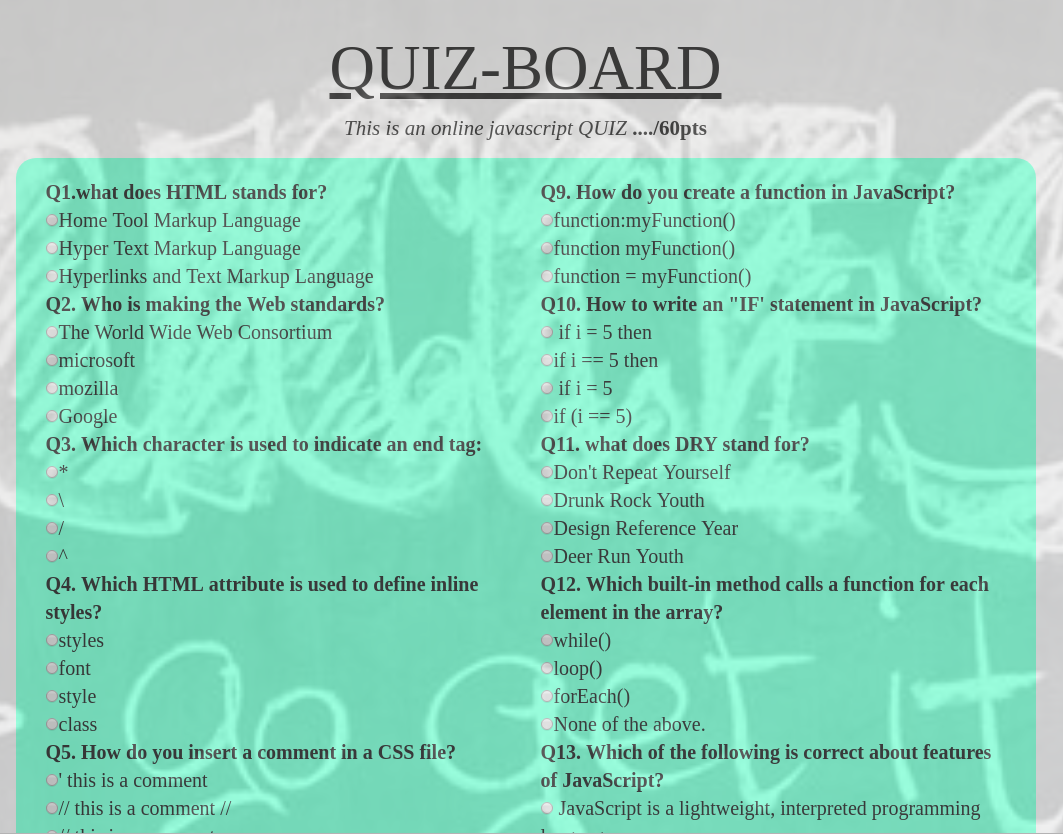 QUIZ-BOARD
This is an online javascript QUIZ ..../60pts
Q1.what does HTML stands for?
Home Tool Markup Language
Hyper Text Markup Language
Hyperlinks and Text Markup Language
Q2. Who is making the Web standards?
The World Wide Web Consortium
microsoft
mozilla
Google
Q3. Which character is used to indicate an end tag:
*
\
/
^
Q4. Which HTML attribute is used to define inline
styles?
styles
font
style
class
Q5. How do you insert a comment in a CSS file?
' this is a comment
// this is a comment //
// this is a comment
Q9. How do you create a function in JavaScript?
function:myFunction()
function myFunction()
function = myFunction()
Q10. How to write an "IF' statement in JavaScript?
if i = 5 then
if i == 5 then
if i = 5
if (i == 5)
Q11. what does DRY stand for?
Don't Repeat Yourself
Drunk Rock Youth
Design Reference Year
Deer Run Youth
Q12. Which built-in method calls a function for each
element in the array?
while()
loop()
forEach()
None of the above.
Q13. Which of the following is correct about features
of JavaScript?
JavaScript is a lightweight, interpreted programming
go get it